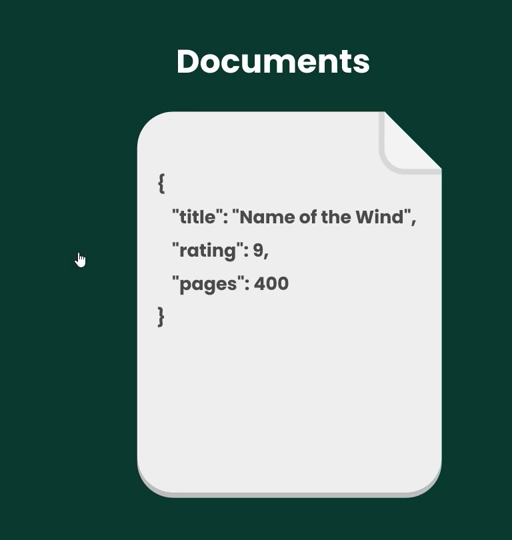 Documents
{
"title": "Name of the Wind",
"rating": 9,
"pages": 400
}